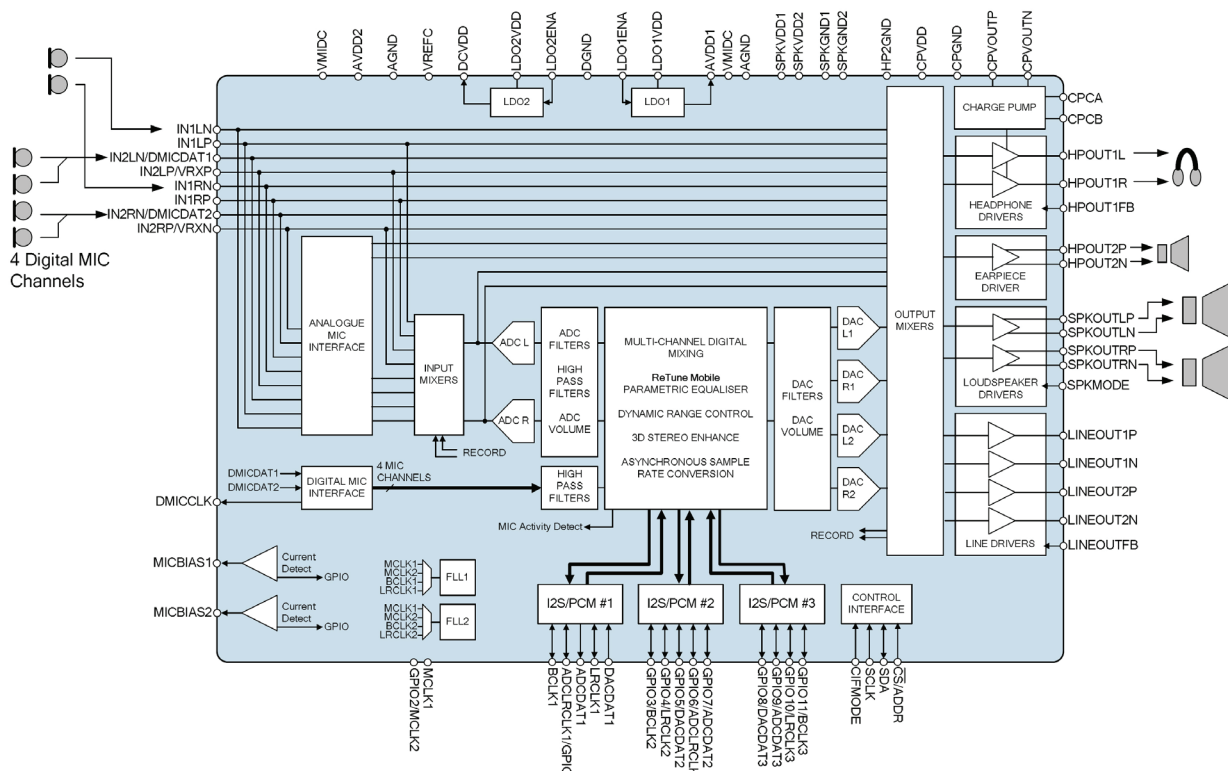 VMIDC
AVDD2
AGND
VREFC
DCVDD
LDO2VDD
LDO2ENA
DGND
LDO1ENA
LDO1VDD
AVDD1
VMIDC
AGND
SPKVDD1
SPKVDD2
SPKGND1
SPKGND2
HP2GND
CPVDD
CPGND
CPVOUTP
CPVOUTN
LDO2
LDO1
CHARGE PUMP
CPCA
CPCB
IN1LN
IN1LP
IN2LN/DMICDAT1
IN2LP/VRXP
IN1RN
IN1RP
IN2RN/DMICDAT2
IN2RP/VRXN
4 Digital MIC
Channels
HPOUT1L
HPOUT1R
HPOUT1FB
HEADPHONE
DRIVERS
HPOUT2P
HPOUT2N
EARPIECE
DRIVER
SPKOUTLP
SPKOUTLN
SPKOUTRP
SPKOUTRN
SPKMODE
LOUDSPEAKER
DRIVERS
LINEOUT1P
LINEOUT1N
LINEOUT2P
LINEOUT2N
LINEOUTFB
LINE DRIVERS
ANALOGUE
MIC
INTERFACE
INPUT
MIXERS
RECORD
ADC L
ADC R
ADC
FILTERS
HIGH
PASS
FILTERS
ADC
VOLUME
MULTI-CHANNEL DIGITAL
MIXING
ReTune Mobile
PARAMETRIC EQUALISER
DYNAMIC RANGE CONTROL
3D STEREO ENHANCE
ASYNCHRONOUS SAMPLE
RATE CONVERSION
DAC
FILTERS
DAC
VOLUME
DAC
L1
DAC
R1
DAC
L2
DAC
R2
OUTPUT
MIXERS
RECORD
DMICDAT1
DMICDAT2
DIGITAL MIC
INTERFACE
4 MIC
CHANNELS
HIGH
PASS
FILTERS
MIC Activity Detect
DMICCLK
MICBIAS1
Current
Detect
GPIO
MICBIAS2
Current
Detect
GPIO
MCLK1
MCLK2
BCLK1
LRCLK1
FLL1
MCLK1
MCLK2
BCLK2
LRCLK2
FLL2
I2S/PCM #1
I2S/PCM #2
I2S/PCM #3
CONTROL
INTERFACE
GPIO2/MCLK2
MCLK1
BCLK1
ADCLRCLK1/GPIO
ADCDAT1
LRCLK1
DACDAT1
GPIO3/BCLK2
GPIO4/LRCLK2
GPIO5/DACDAT2
GPIO6/ADCLRCL
GPIO7/ADCDAT2
GPIO8/DACDAT3
GPIO9/ADCDAT3
GPIO10/LRCLK3
GPIO11/BCLK3
CIFMODE
SCLK
SDA
CS/ADDR